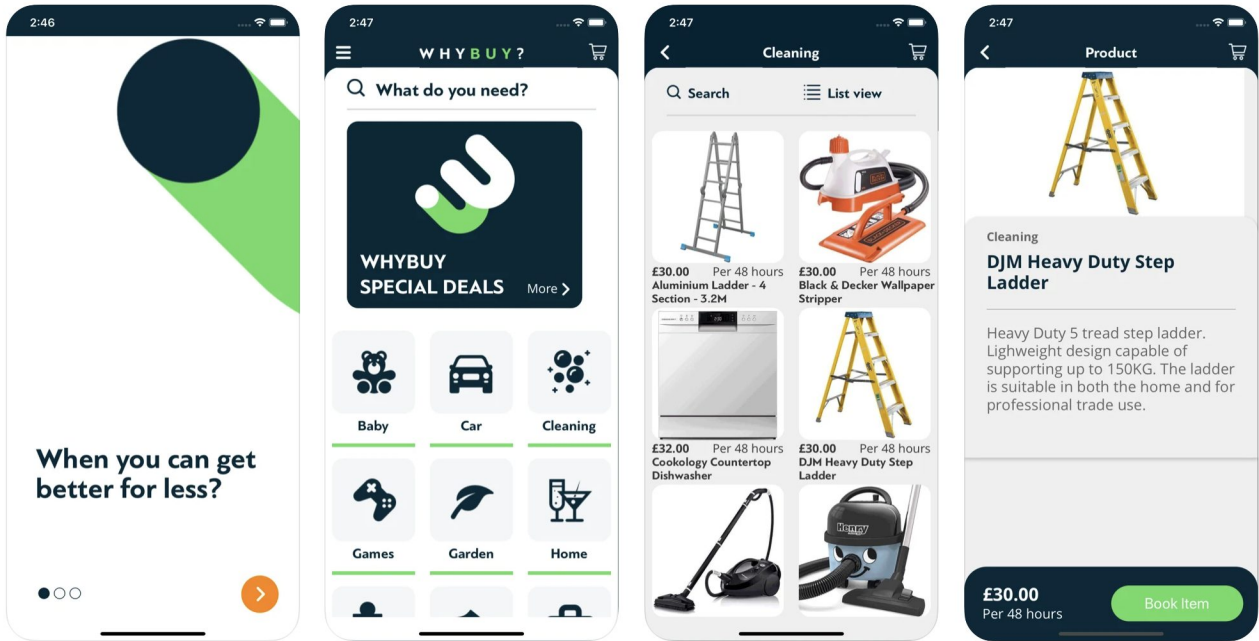 2:46
When you can get
better for less?
2:47
WHYBUY?
What do you need?
WHYBUY
SPECIAL DEALS
More
Baby
Car
Cleaning
Games
Garden
Home
2:47
Cleaning
Search
List view
£30.00 Per 48 hours
Aluminium Ladder - 4
Section - 3.2M
£30.00 Per 48 hours
Black & Decker Wallpaper
Stripper
£32.00 Per 48 hours
Cookology Countertop
Dishwasher
£30.00 Per 48 hours
DJM Heavy Duty Step
Ladder
Henry
2:47
Product
Cleaning
DJM Heavy Duty Step
Ladder
Heavy Duty 5 tread step ladder.
Lighweight design capable of
supporting up to 150KG. The ladder
is suitable in both the home and for
professional trade use.
£30.00
Per 48 hours
Book Item